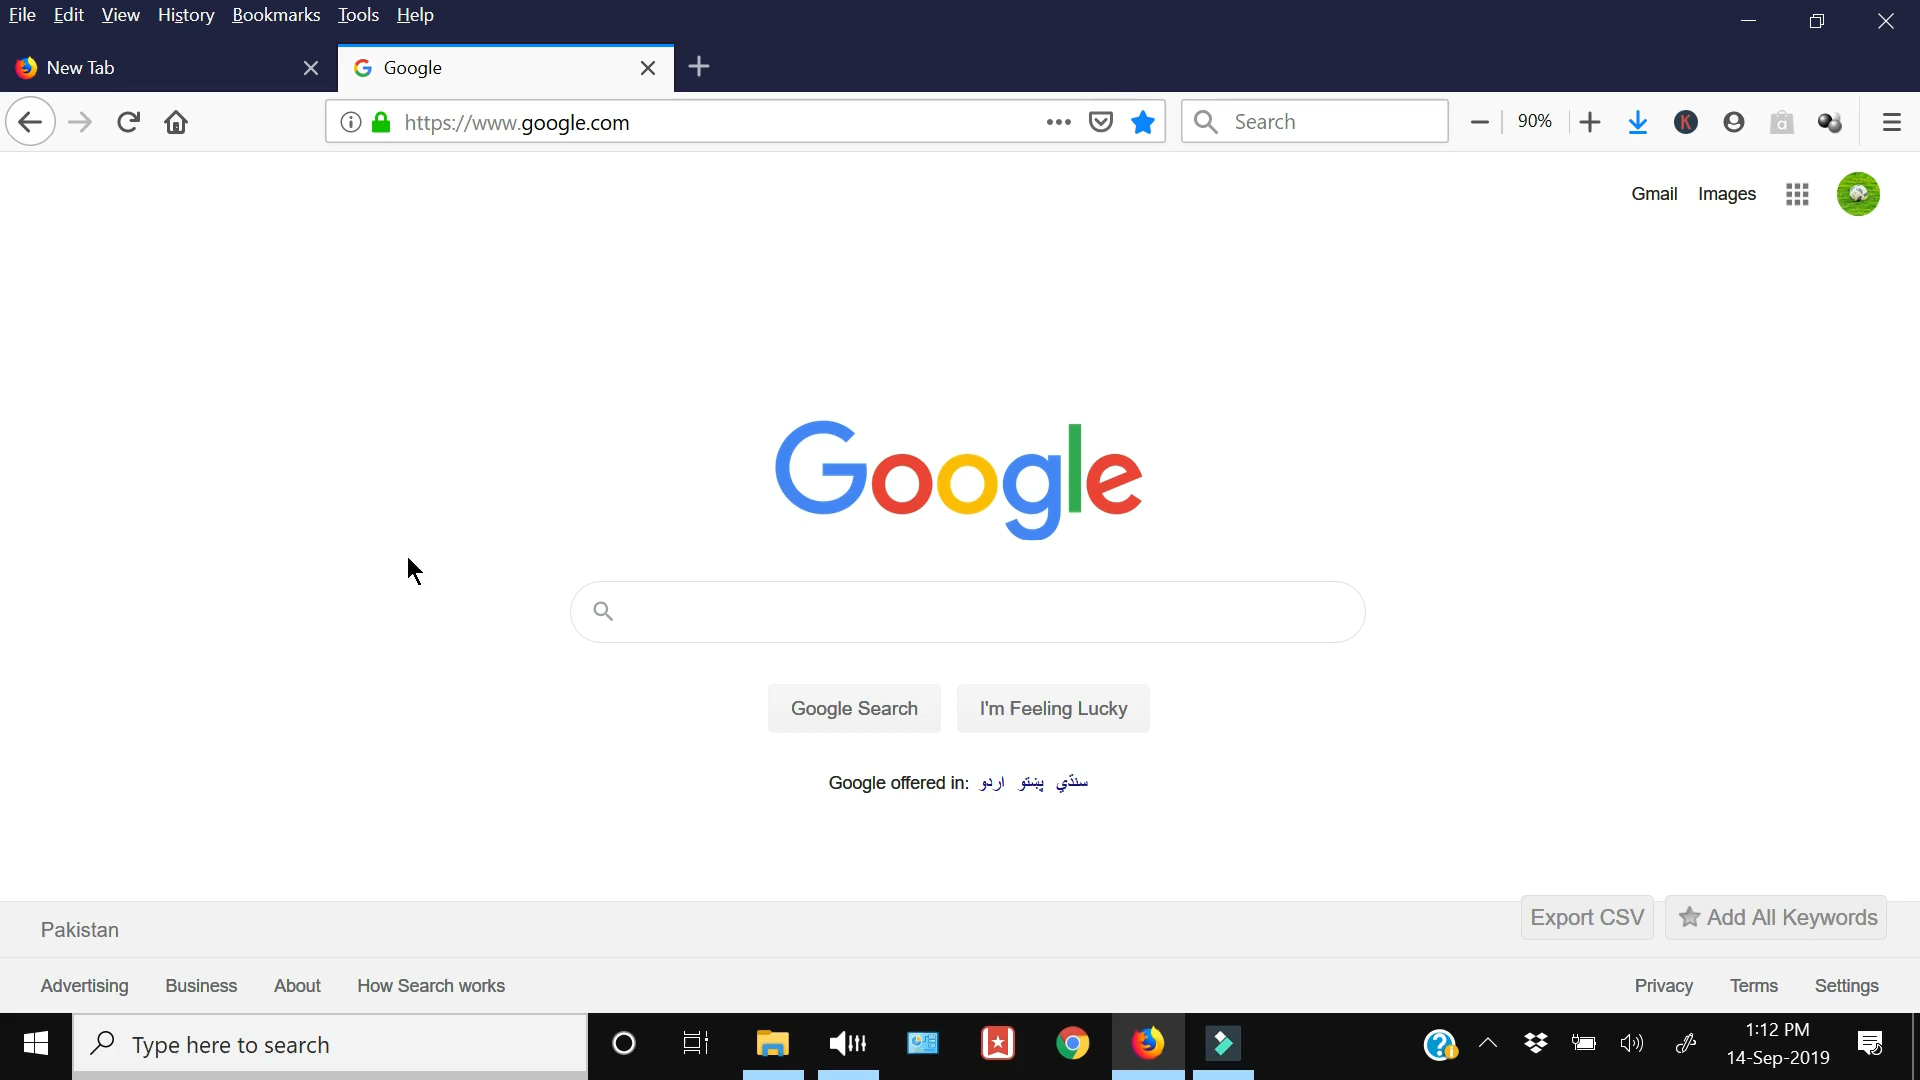 File Edit View History Bookmarks Tools Help
New Tab Google
https://www.google.com Search 90%
Gmail Images
Google
Google Search I'm Feeling Lucky
Google offered in: اردو پښتو سنڌي
Export CSV Add All Keywords
Pakistan
Advertising Business About How Search works Privacy Terms Settings
Type here to search
1:12 PM
14-Sep-2019